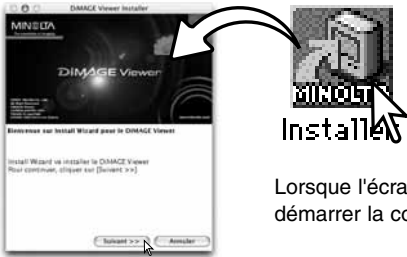 DiMAGE Viewer Installer
MINOLTA
DiMAGE Viewer
Bienvenue sur Install Wizard pour le DiMAGE Viewer
Install Wizard va installer le DiMAGE Viewer
Pour continuer, cliquer sur [Suivant >>]
Suivant >>
Annuler
MINOLTA
Installer
Lorsque l'écra
démarrer la co